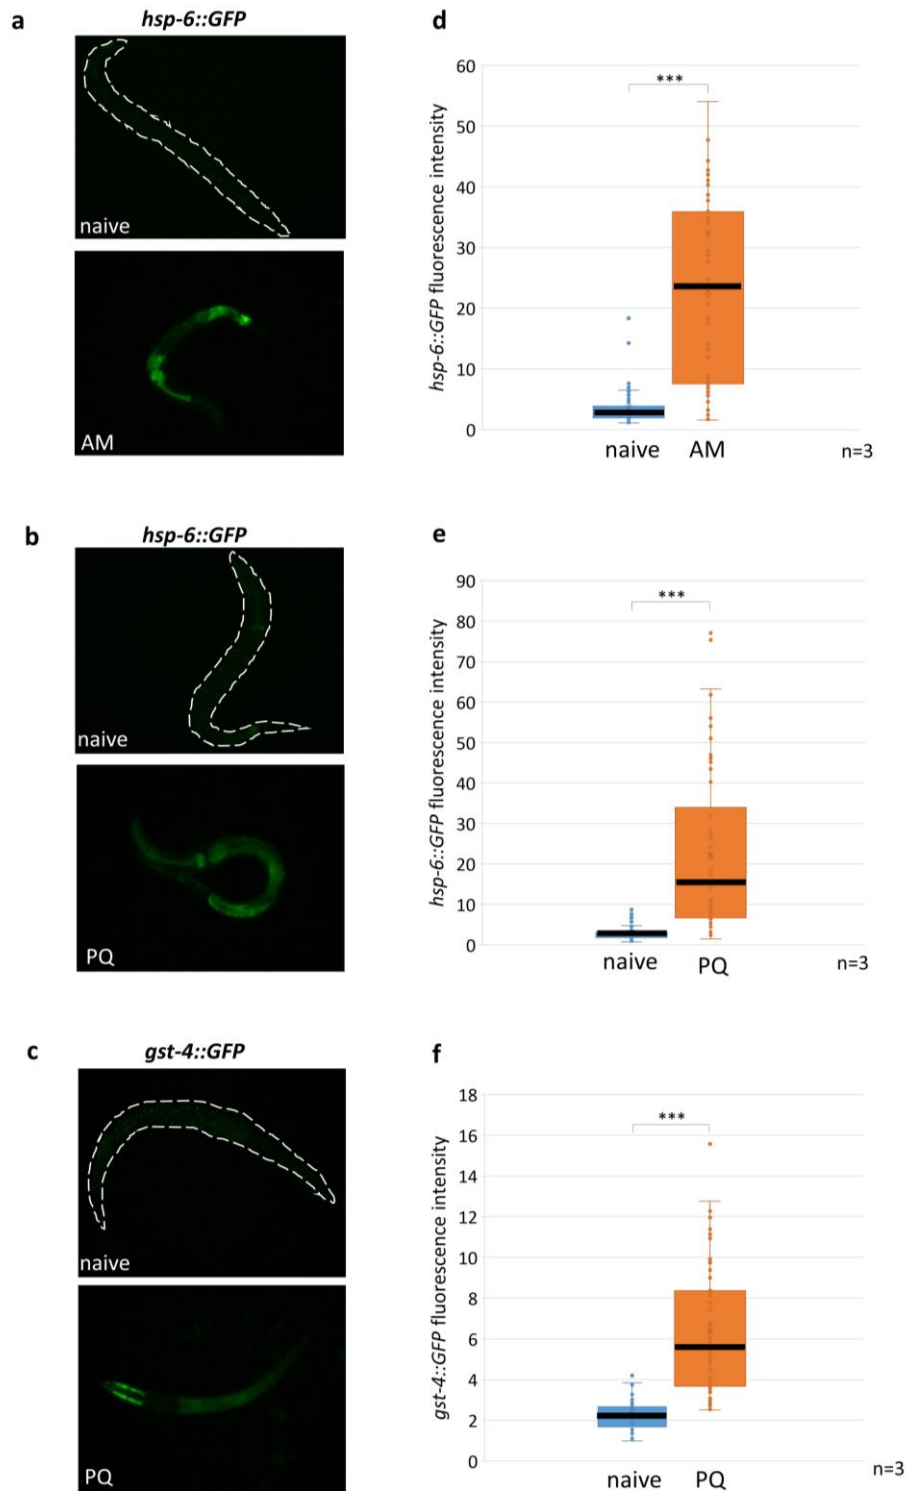 a
hsp-6::GFP
naive
AM
d
hsp-6::GFP fluorescence intensity
60
50
40
30
20
10
0
***
naive AM
n=3
b
hsp-6::GFP
naive
PQ
e
hsp-6::GFP fluorescence intensity
90
80
70
60
50
40
30
20
10
0
***
naive PQ
n=3
c
gst-4::GFP
naive
PQ
f
gst-4::GFP fluorescence intensity
18
16
14
12
10
8
6
4
2
0
***
naive PQ
n=3